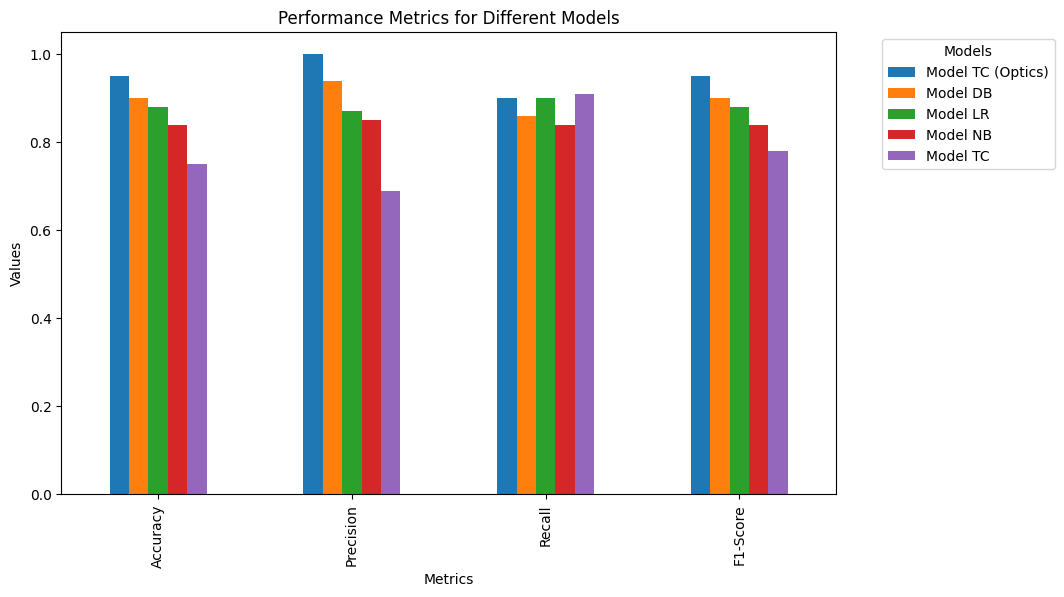 Performance Metrics for Different Models
Models
Model TC (Optics)
Model DB
Model LR
Model NB
Model TC
Values
1.0
0.8
0.6
0.4
0.2
0.0
Accuracy
Precision
Recall
F1-Score
Metrics